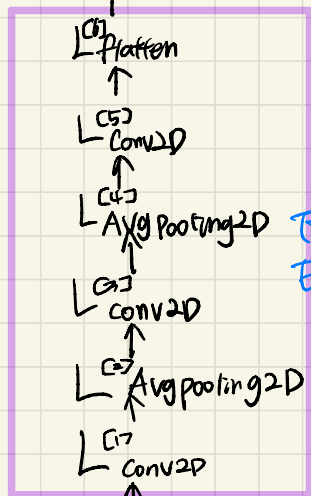 L[6] flatten
L[5] Conv2D
L[4] Avgpooling2D
L[3] conv2D
L[2] Avgpooling2D
L[1] Conv2D